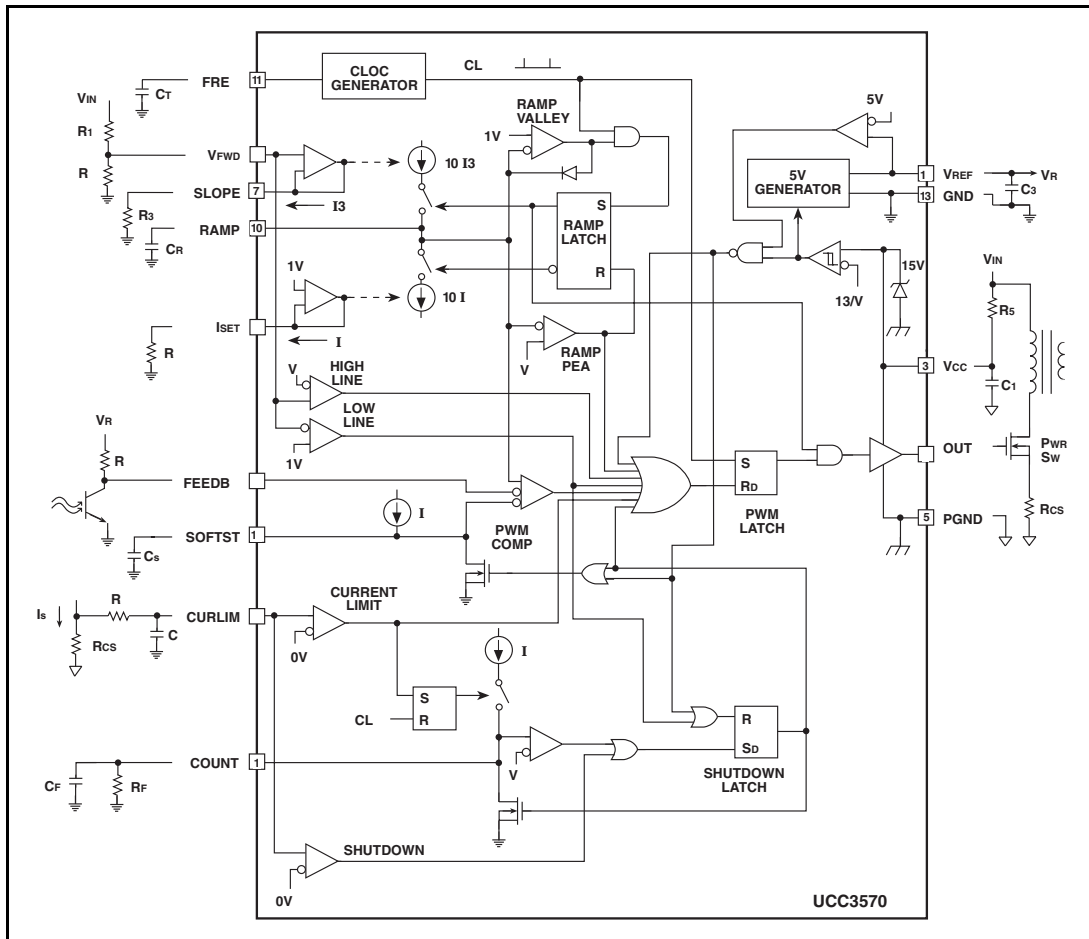 FRE
11
CLOC
GENERATOR
CL
CT
VIN
R1
R
VFWD
SLOPE
7
R3
I3
10 I3
RAMP
10
CR
1V
RAMP
VALLEY
S
RAMP
LATCH
R
5V
5V
GENERATOR
1
VREF
VR
13
GND
C3
15V
13/V
VIN
R5
1V
10 I
ISET
I
R
V
RAMP
PEA
V
HIGH
LINE
LOW
LINE
1V
3
VCC
C1
VR
R
FEEDB
SOFTST
1
CS
I
PWM
COMP
S
RD
PWM
LATCH
OUT
PWR
SW
RCS
5
PGND
IS
R
RCS
C
CURLIM
CURRENT
LIMIT
0V
I
CL
S
R
V
R
SD
SHUTDOWN
LATCH
COUNT
1
CF
RF
SHUTDOWN
0V
UCC3570